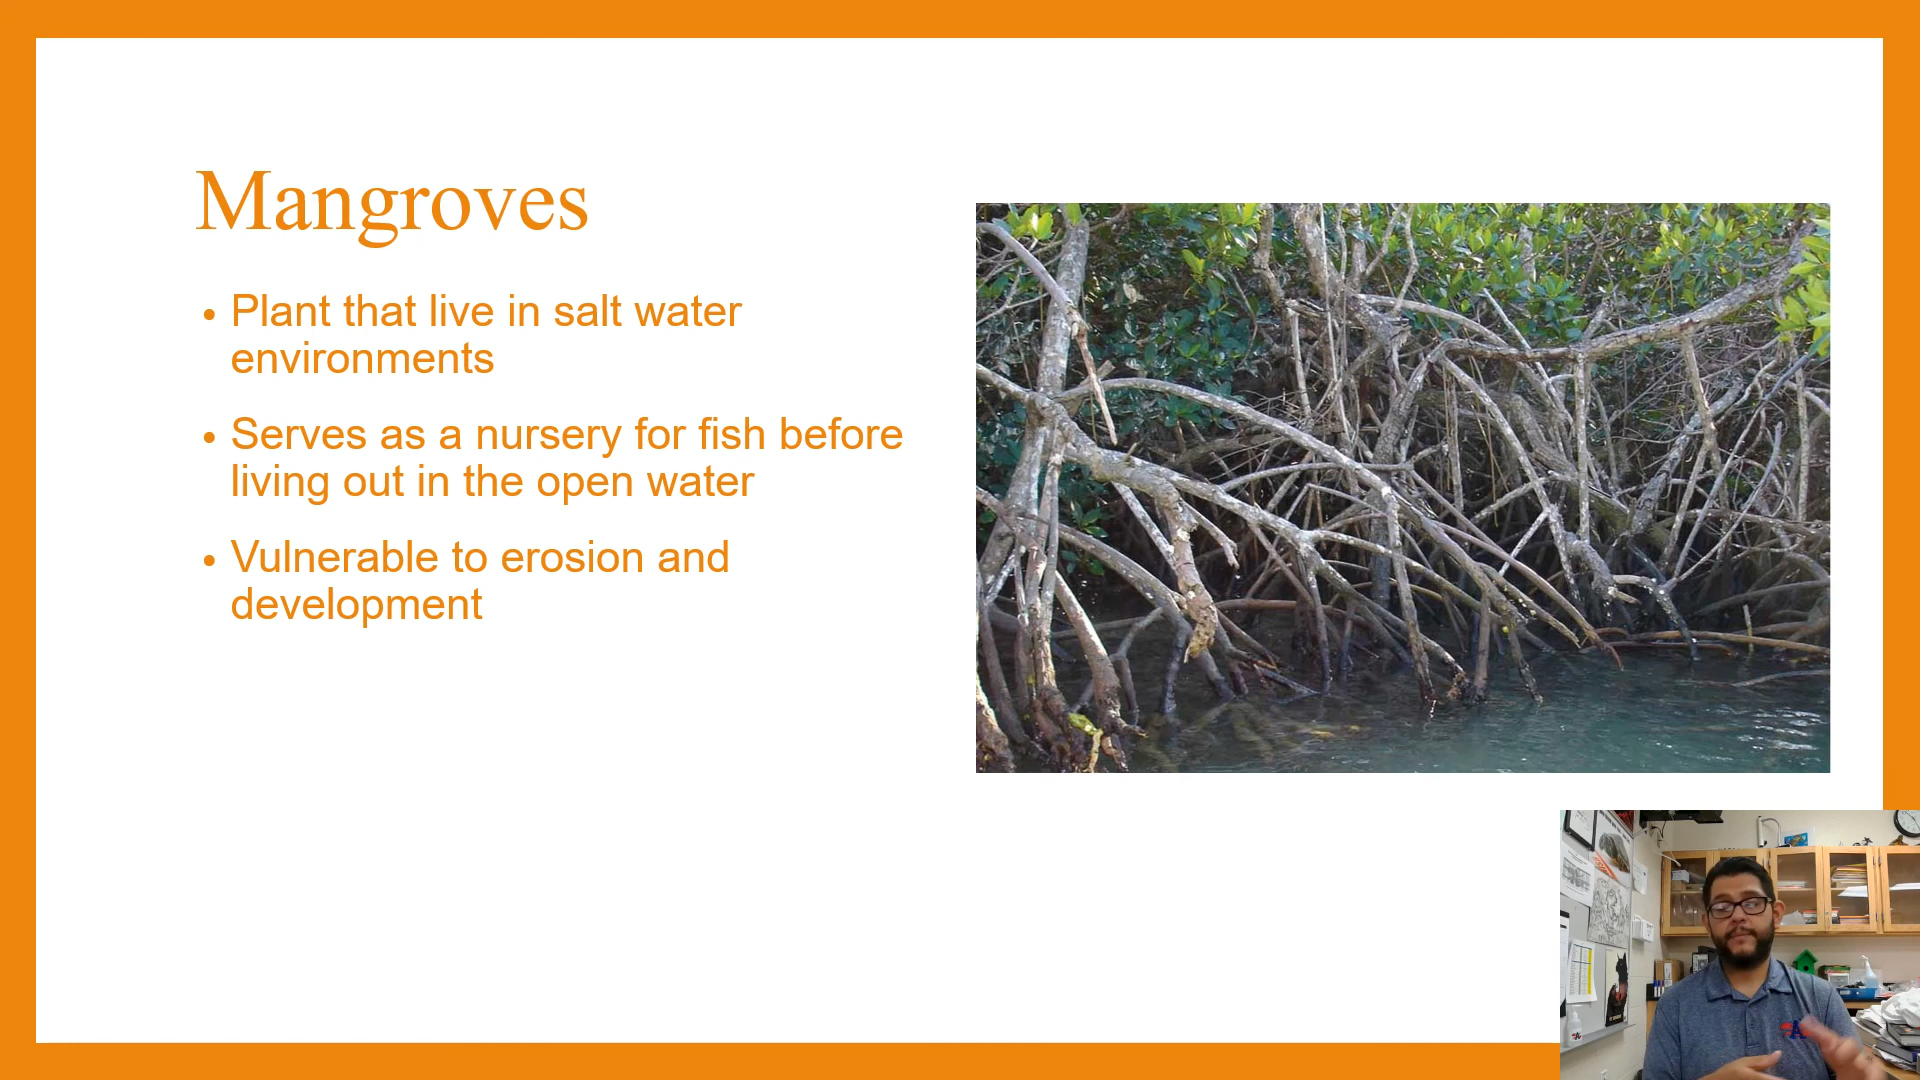 Mangroves
• Plant that live in salt water
environments
• Serves as a nursery for fish before
living out in the open water
• Vulnerable to erosion and
development
A